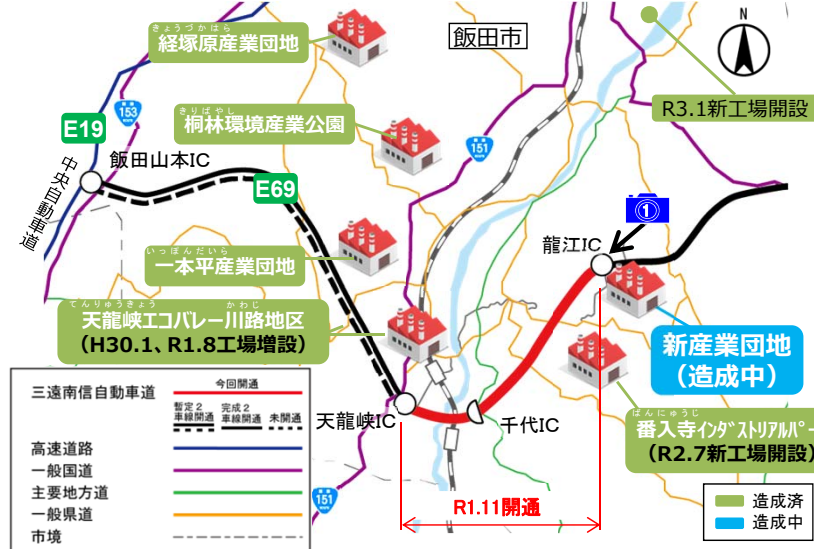 きょうづかはら
経塚原産業団地
飯田市
N
153
R3.1新工場開設
E19
きりばやし
桐林環境産業公園
151
飯田山本IC
中央自動車道
E69
①
龍江IC
いっぽんだいら
一本平産業団地
てんりゅうきょう かわじ
天龍峡エコバレー川路地区
(H30.1、R1.8工場増設)
新産業団地
(造成中)
天龍峡IC
千代IC
ばんにゅうじ
番入寺インダストリアルパー
(R2.7新工場開設)
R1.11開通
三遠南信自動車道
今回開通
暫定2車線開通
完成2車線開通
未開通
高速道路
一般国道
主要地方道
一般県道
市境
151
造成済
造成中